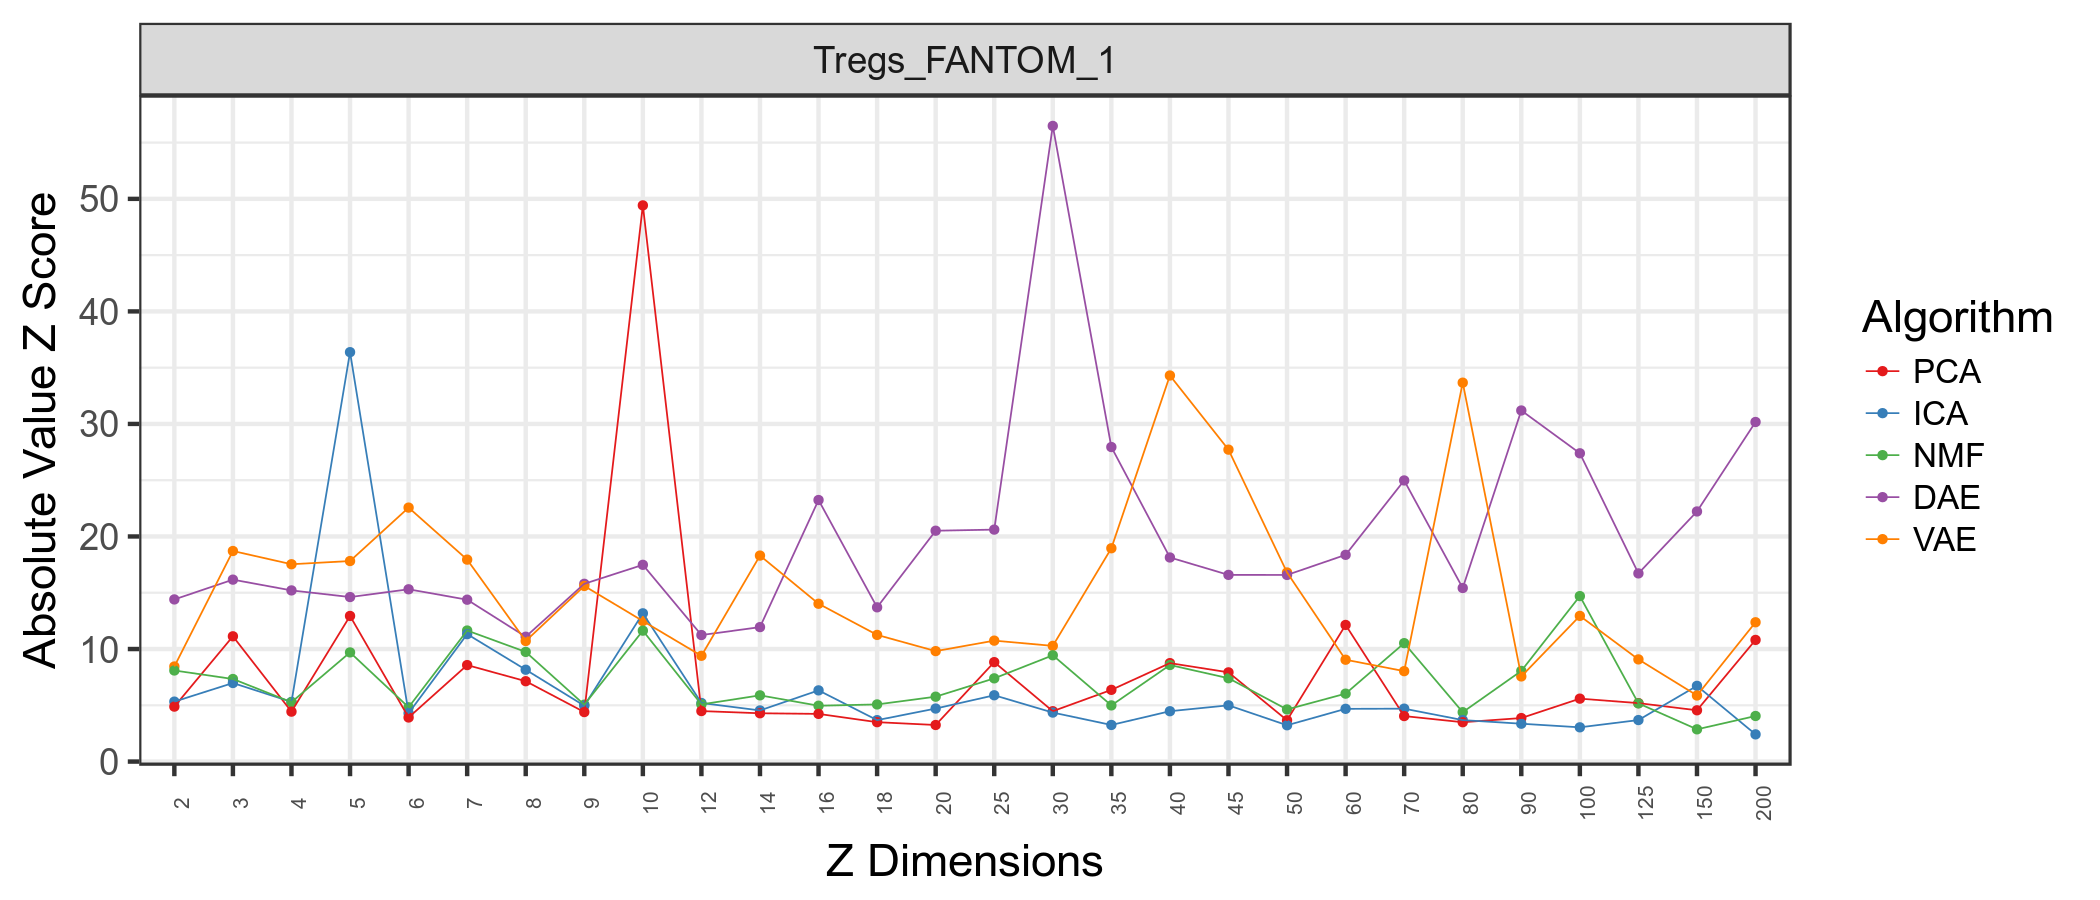 Tregs_FANTOM_1
Absolute Value Z Score
50
40
30
20
10
0
2 3 4 5 6 7 8 9 10 12 14 16 18 20 25 30 35 40 45 50 60 70 80 90 100 125 150 200
Z Dimensions
Algorithm
PCA
ICA
NMF
DAE
VAE